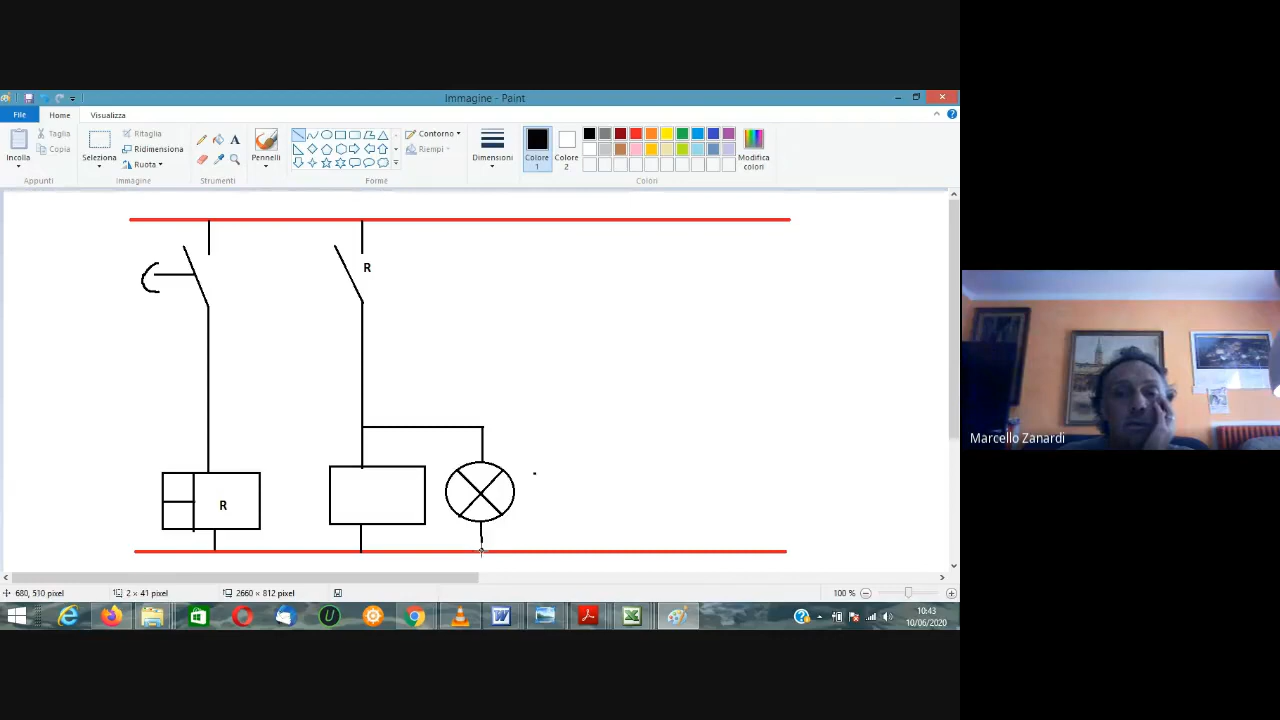 Immagine - Paint
File Home Visualizza
Incolla
Taglia
Copia
Appunti
Seleziona
Ritaglia
Ridimensiona
Ruota
Immagine
Strumenti
Pennelli
Forme
Contorno
Riempi
Dimensioni
Colore 1
Colore 2
Modifica colori
Colori
R
R
Marcello Zanardi
680, 510 pixel 2 × 41 pixel 2660 × 812 pixel 100 %
10:43
10/06/2020